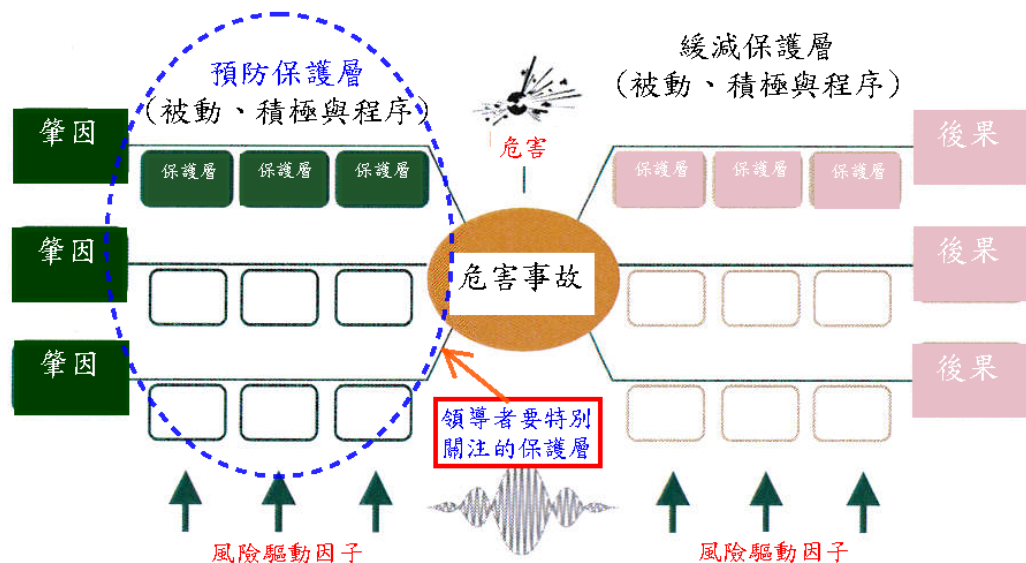 預防保護層
(被動、積極與程序)
危害
緩減保護層
(被動、積極與程序)
肇因
保護層
保護層
保護層
保護層
保護層
保護層
後果
肇因
危害事故
後果
肇因
後果
領導者要特別
關注的保護層
風險驅動因子
風險驅動因子